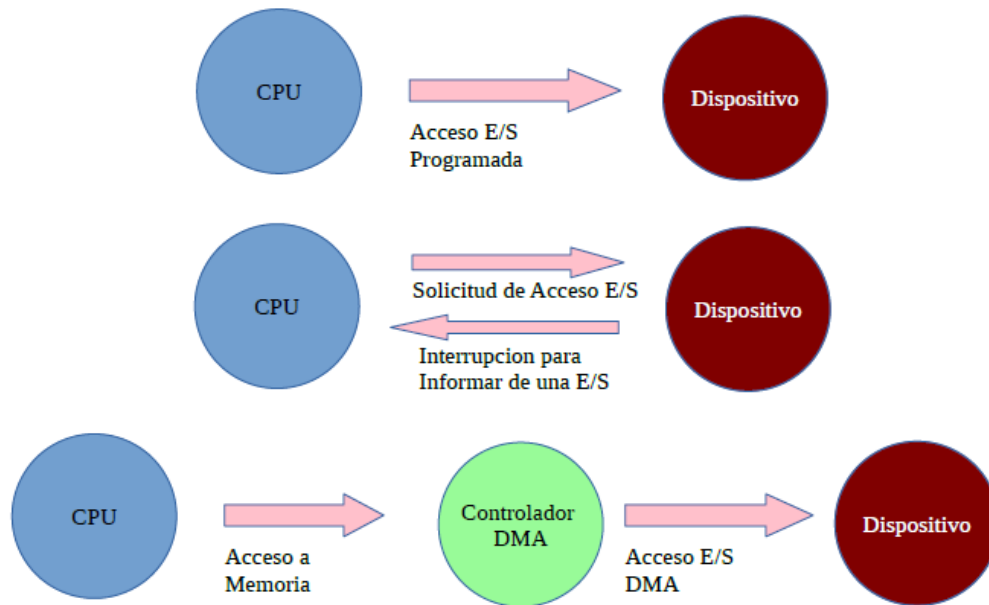 CPU
Dispositivo
Acceso E/S
Programada
CPU
Solicitud de Acceso E/S
Dispositivo
Interrupcion para
Informar de una E/S
CPU
Controlador
DMA
Dispositivo
Acceso a
Memoria
Acceso E/S
DMA